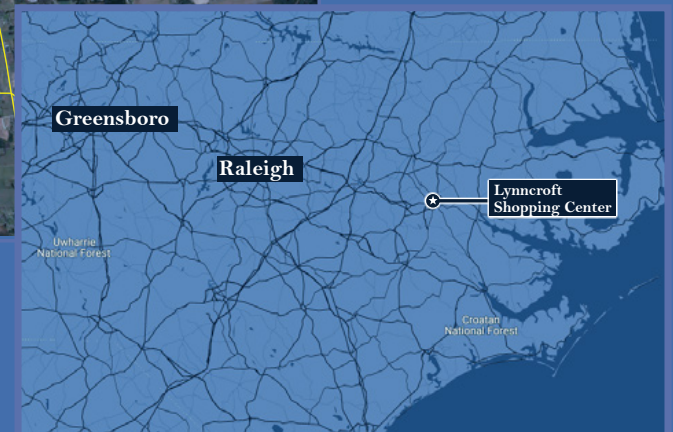 Greensboro
Raleigh
Lynncroft
Shopping Center
Uwharrie
National Forest
Croatan
National Forest